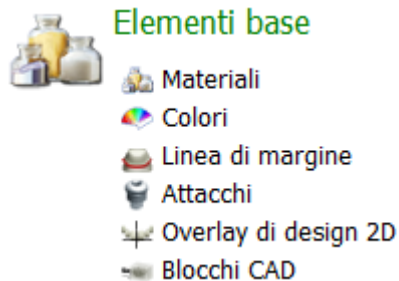 Elementi base
Materiali
Colori
Linea di margine
Attacchi
Overlay di design 2D
Blocchi CAD